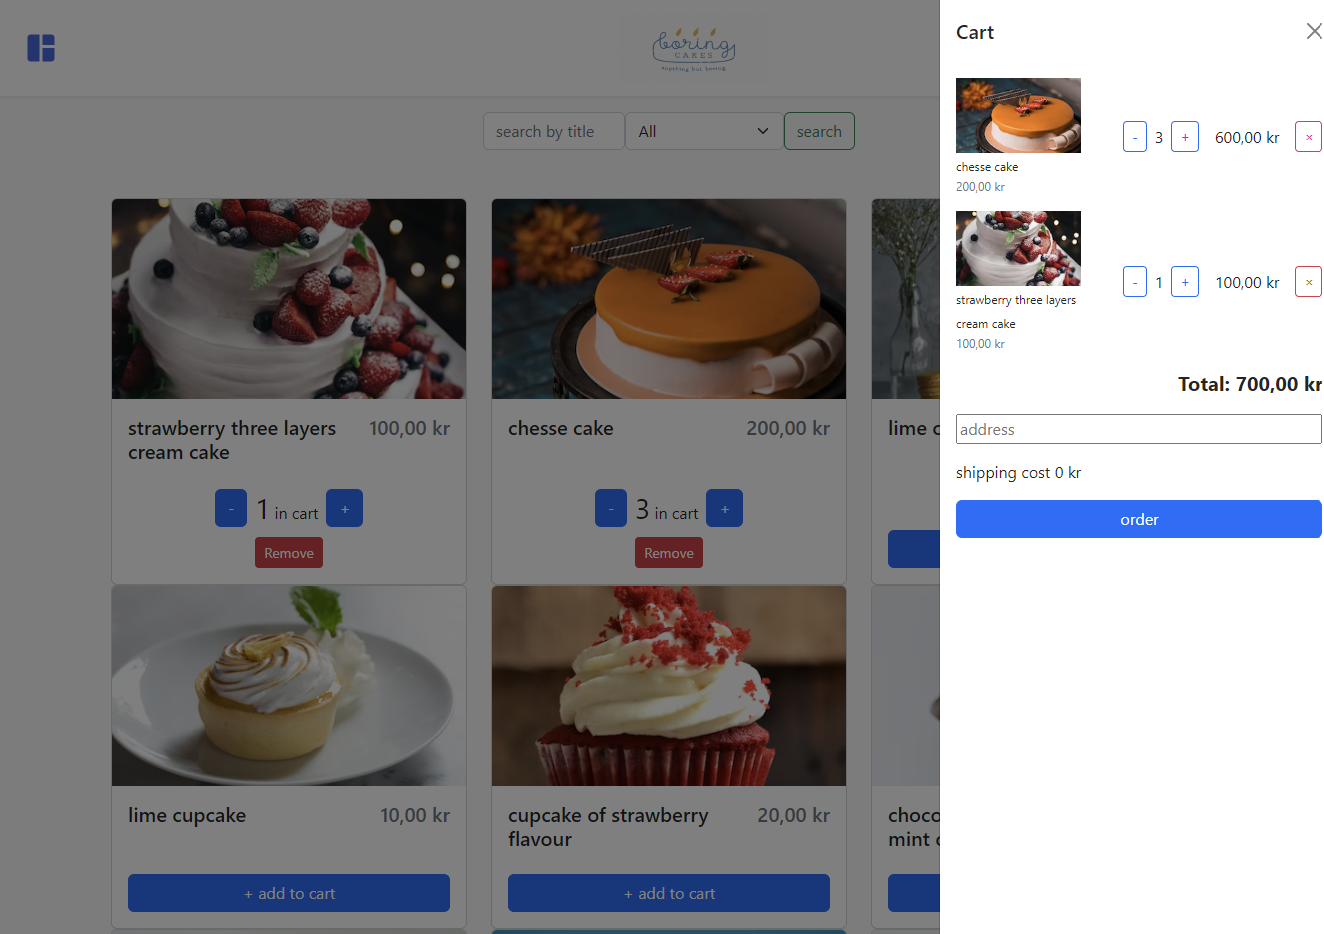 boring
CAKES
anything but boring
search by title
All
search
strawberry three layers
cream cake
100,00 kr
- 1 in cart +
Remove
chesse cake
200,00 kr
- 3 in cart +
Remove
lime c
lime cupcake
10,00 kr
+ add to cart
cupcake of strawberry
flavour
20,00 kr
+ add to cart
choco
mint
Cart
chesse cake
200,00 kr
- 3 + 600,00 kr ×
strawberry three layers
cream cake
100,00 kr
- 1 + 100,00 kr ×
Total: 700,00 kr
address
shipping cost 0 kr
order